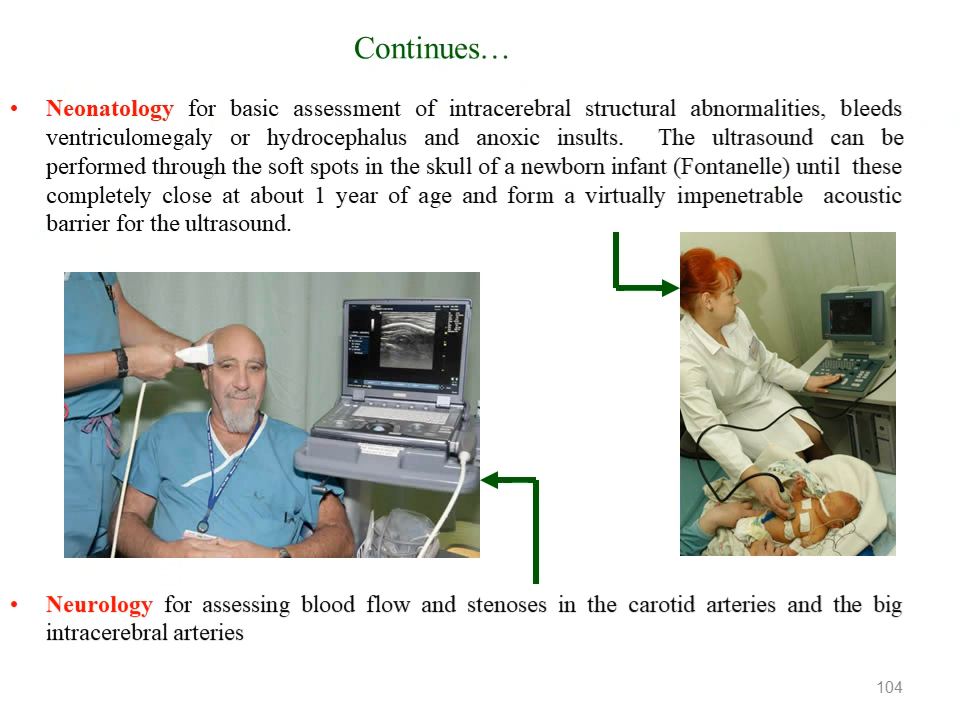 Continues…
• Neonatology for basic assessment of intracerebral structural abnormalities, bleeds
ventriculomegaly or hydrocephalus and anoxic insults. The ultrasound can be
performed through the soft spots in the skull of a newborn infant (Fontanelle) until these
completely close at about 1 year of age and form a virtually impenetrable acoustic
barrier for the ultrasound.
• Neurology for assessing blood flow and stenoses in the carotid arteries and the big
intracerebral arteries
104